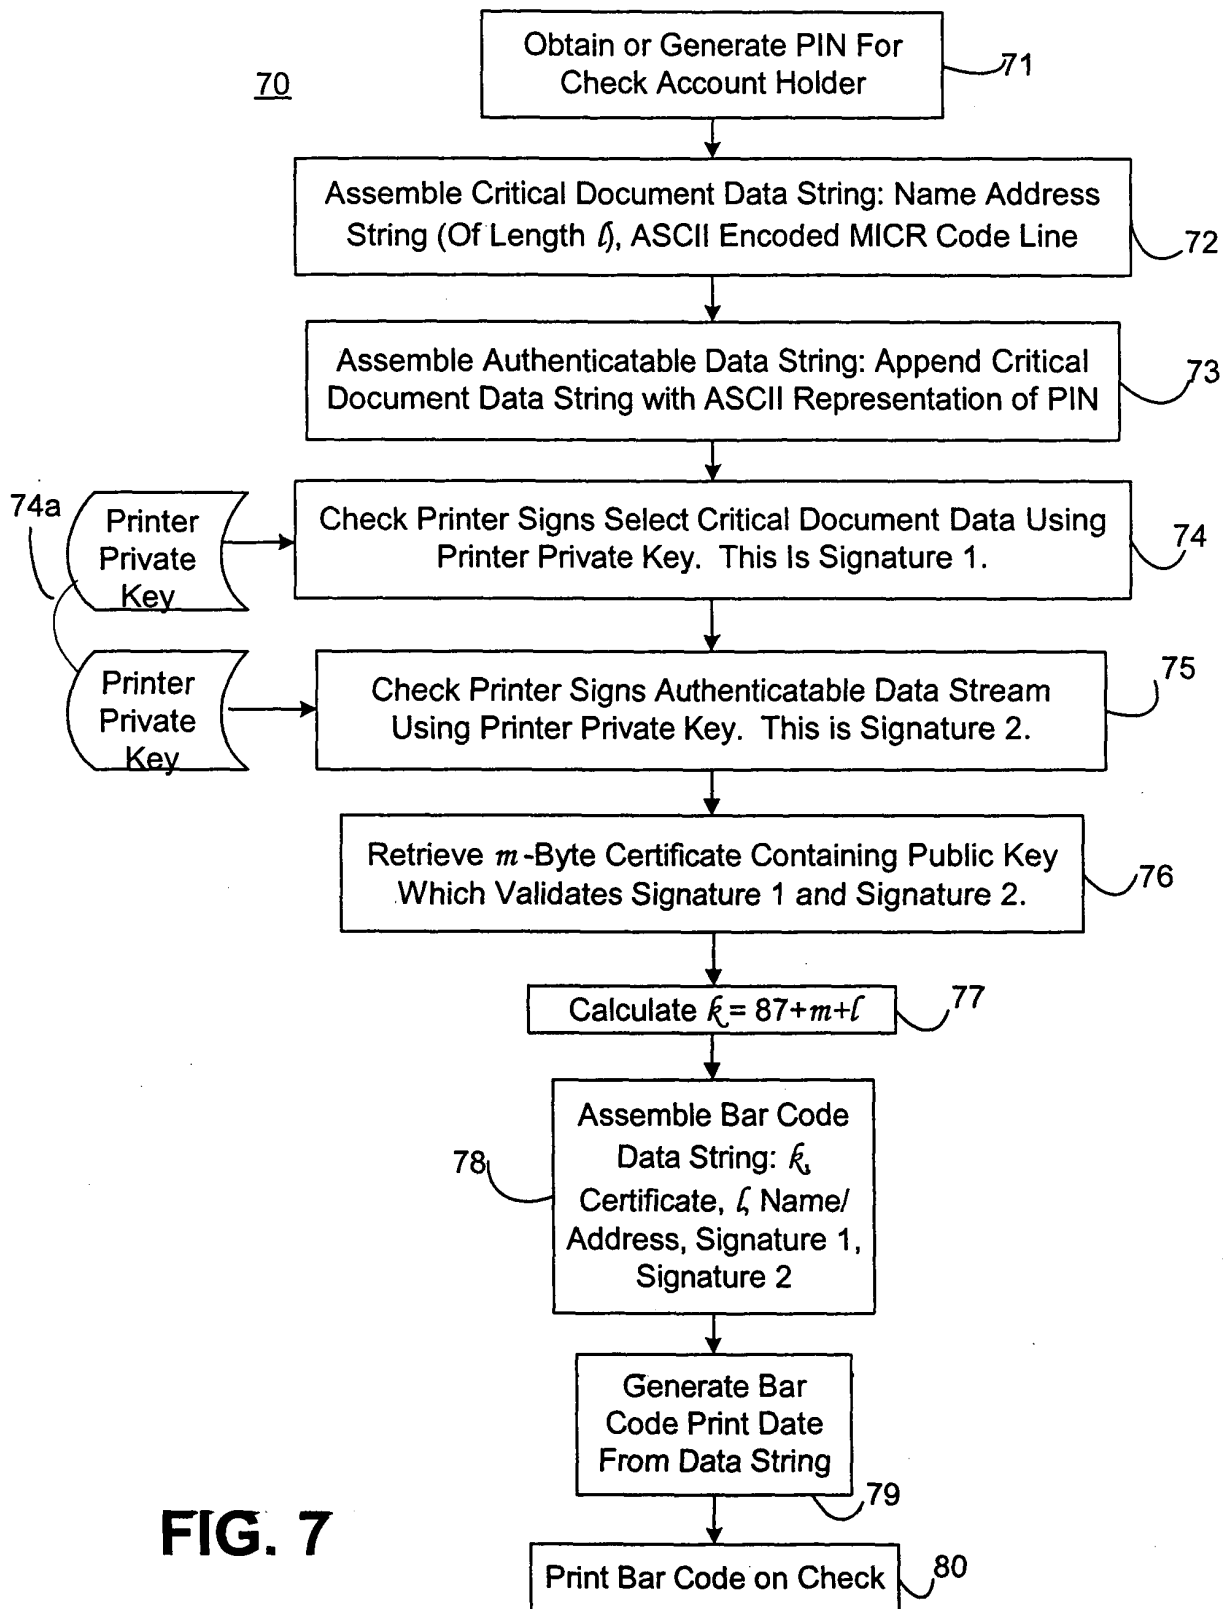 70
Obtain or Generate PIN For
Check Account Holder
71
Assemble Critical Document Data String: Name Address
String (Of Length l), ASCII Encoded MICR Code Line
72
Assemble Authenticatable Data String: Append Critical
Document Data String with ASCII Representation of PIN
73
74a
Printer
Private
Key
Check Printer Signs Select Critical Document Data Using
Printer Private Key. This Is Signature 1.
74
Printer
Private
Key
Check Printer Signs Authenticatable Data Stream
Using Printer Private Key. This is Signature 2.
75
Retrieve m-Byte Certificate Containing Public Key
Which Validates Signature 1 and Signature 2.
76
Calculate k = 87+m+l
77
78
Assemble Bar Code
Data String: k,
Certificate, l, Name/
Address, Signature 1,
Signature 2
Generate Bar
Code Print Date
From Data String
79
Print Bar Code on Check
80
FIG. 7